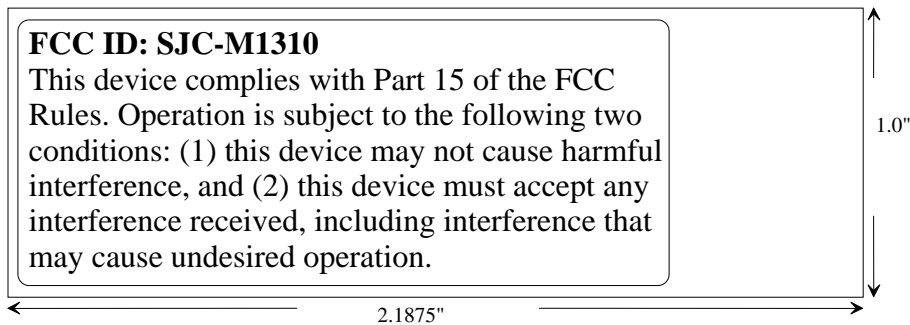 FCC ID: SJC-M1310
This device complies with Part 15 of the FCC
Rules. Operation is subject to the following two
conditions: (1) this device may not cause harmful
interference, and (2) this device must accept any
interference received, including interference that
may cause undesired operation.
1.0"
2.1875"